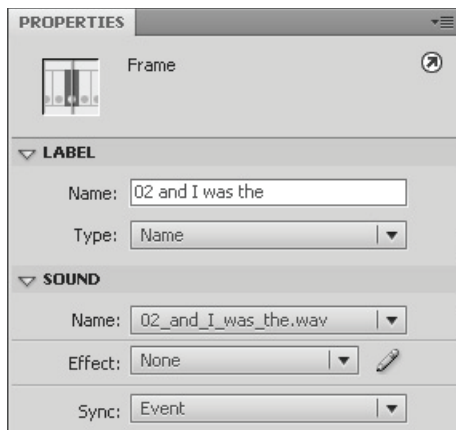 PROPERTIES
Frame
LABEL
Name: 02 and I was the
Type: Name
SOUND
Name: 02_and_I_was_the.wav
Effect: None
Sync: Event